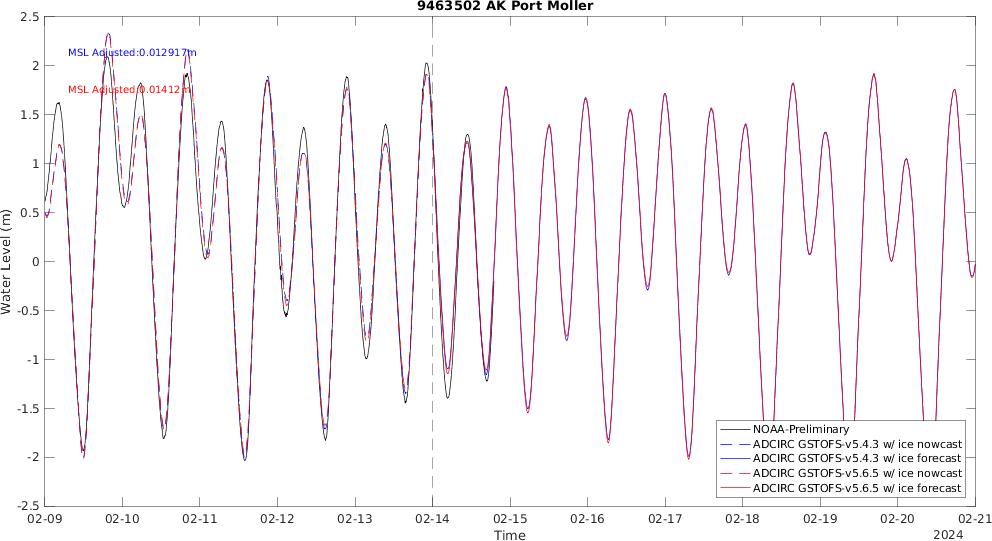 9463502 AK Port Moller
MSL Adjusted:0.012917m
MSL Adjusted:0.01412m
Water Level (m)
2.5
2
1.5
1
0.5
0
-0.5
-1
-1.5
-2
-2.5
NOAA-Preliminary
ADCIRC GSTOFS-v5.4.3 w/ ice nowcast
ADCIRC GSTOFS-v5.4.3 w/ ice forecast
ADCIRC GSTOFS-v5.6.5 w/ ice nowcast
ADCIRC GSTOFS-v5.6.5 w/ ice forecast
02-09 02-10 02-11 02-12 02-13 02-14 02-15 02-16 02-17 02-18 02-19 02-20 02-21
Time
2024